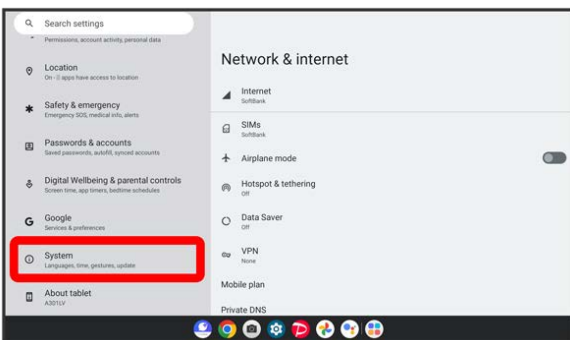 Search settings
Permissions, account activity, personal data
Location
On - 0 apps have access to location
Safety & emergency
Emergency SOS, medical info, alerts
Passwords & accounts
Saved passwords, autofill, synced accounts
Digital Wellbeing & parental controls
Screen time, app timers, bedtime schedules
Google
Services & preferences
System
Languages, time, gestures, update
About tablet
A301LV
Network & internet
Internet
SoftBank
SIMs
SoftBank
Airplane mode
Hotspot & tethering
Off
Data Saver
Off
VPN
None
Mobile plan
Private DNS